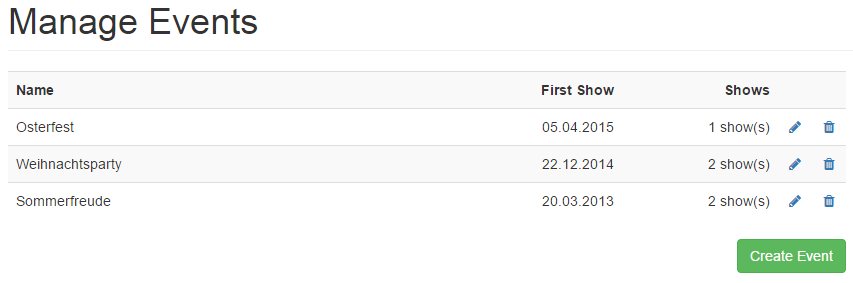 Manage Events
Name First Show Shows
Osterfest 05.04.2015 1 show(s)
Weihnachtsparty 22.12.2014 2 show(s)
Sommerfreude 20.03.2013 2 show(s)
Create Event